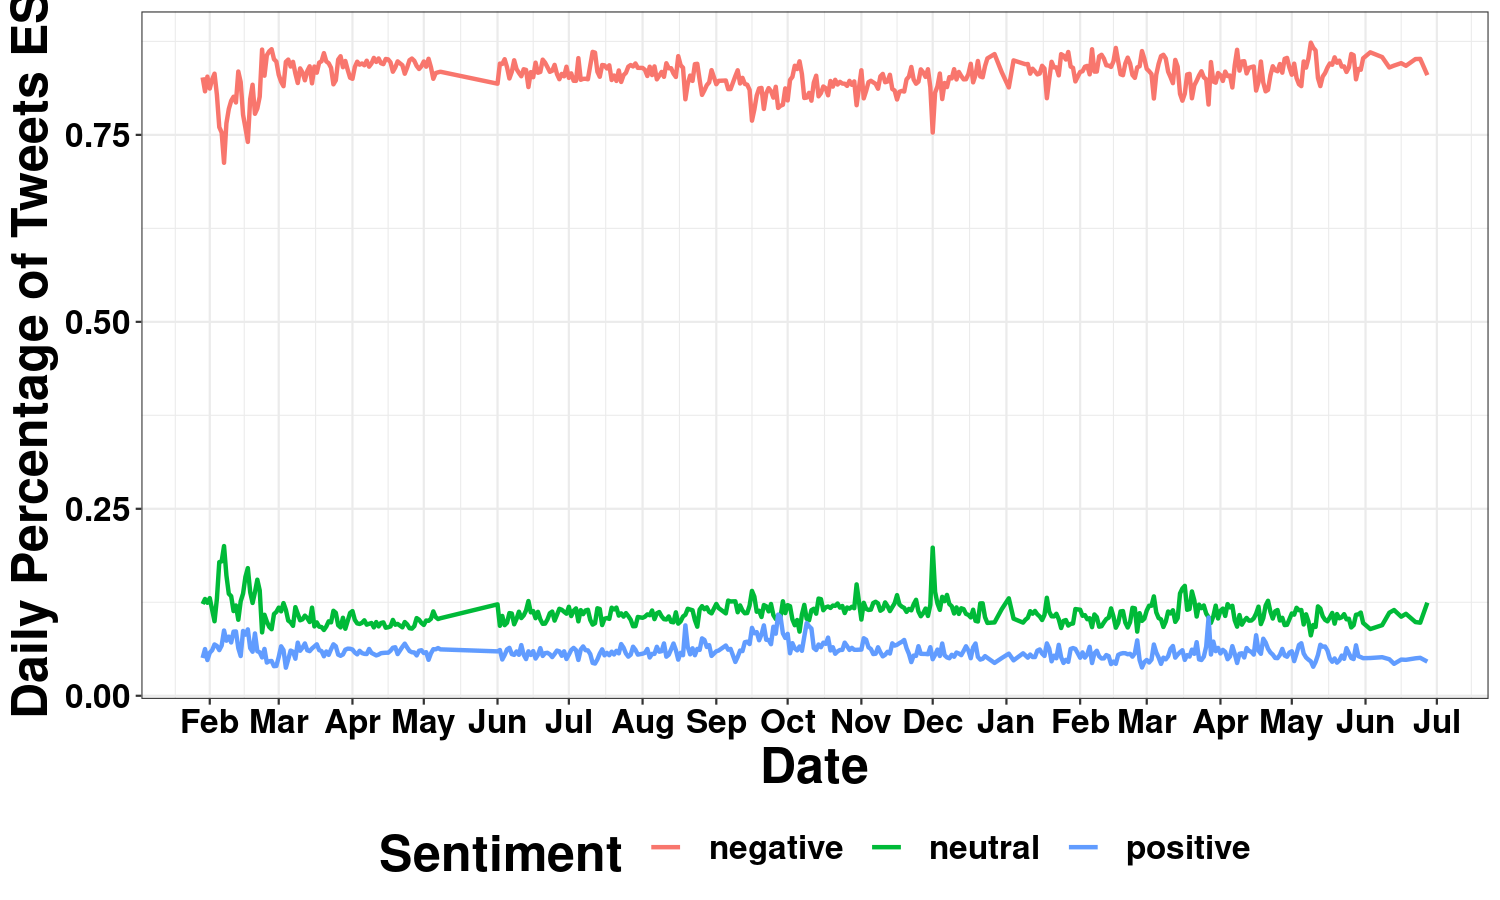 Daily Percentage of Tweets ES
0.75
0.50
0.25
0.00
Feb Mar Apr May Jun Jul Aug Sep Oct Nov Dec Jan Feb Mar Apr May Jun Jul
Date
Sentiment negative neutral positive